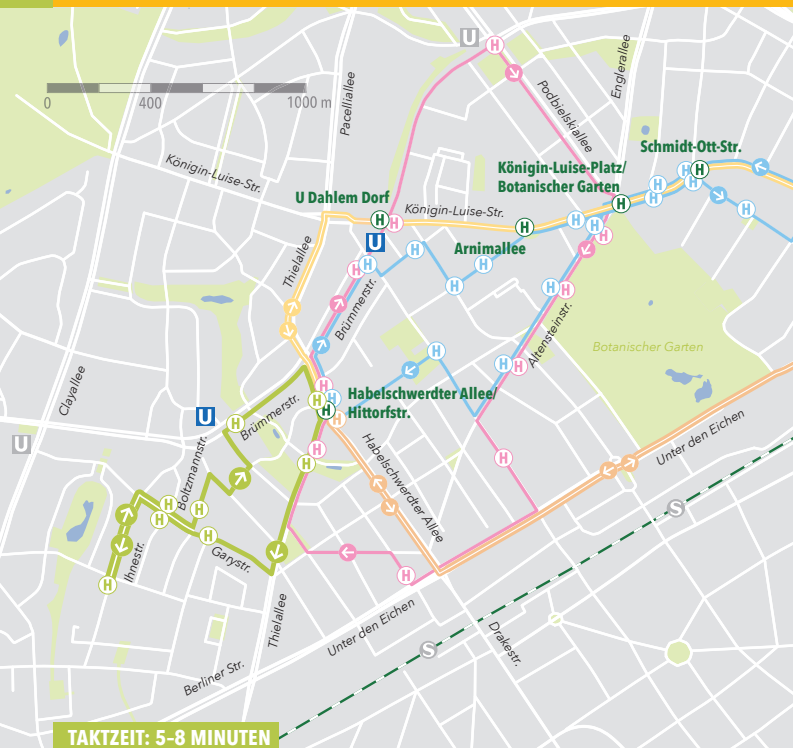 U
H
Podbielskiallee
Englerallee
Pacelliallee
0
400
1000 m
Schmidt-Ott-Str.
Königin-Luise-Str.
Königin-Luise-Platz/
Botanischer Garten
U Dahlem Dorf
H
H
Königin-Luise-Str.
H
H
H
H
H
H
H
H
H
H
H
U
Arnimallee
Thielallee
H
H
H
H
H
H
H
H
Brümmerstr.
H
H
Altensteinstr.
Botanischer Garten
H
H
H
Clayallee
H
H
H
H
H
Habelschwerdter Allee/
Hittorfstr.
Brümmerstr.
U
H
U
Boltzmannstr.
Habelschwerdter Allee
Unter den Eichen
H
H
H
H
H
H
H
S
Garystr.
Ihnestr.
H
H
Thielallee
Unter den Eichen
Drakestr.
S
Berliner Str.
TAKTZEIT: 5-8 MINUTEN